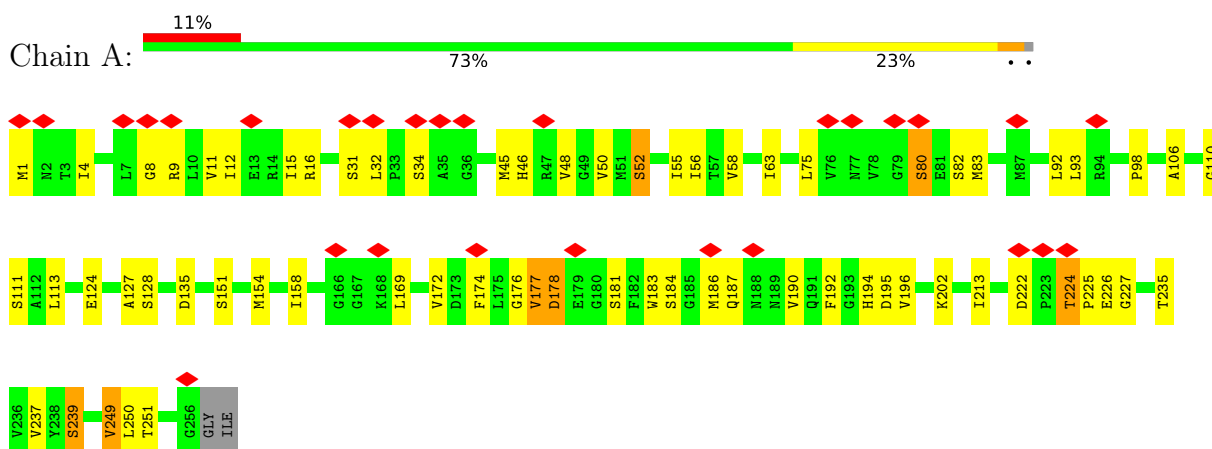 11%
Chain A:
73% 23% • •
M1 N2 T3 I4 L7 G8 R9 L10 V11 I12 E13 R14 I15 R16 S31 L32 P33 S34 A35 G36 M45 H46 R47 V48 G49 V50 M51 S52 I55 I56 T57 V58 I63 L75 V76 N77 V78 G79 S80 E81 S82 M83 M87 L92 L93 R94 P98 A106 G110
S111 A112 L113 E124 A127 S128 D135 S151 M154 I158 G166 G167 K168 L169 V172 D173 F174 L175 G176 V177 D178 E179 G180 S181 F182 W183 S184 G185 M186 Q187 N188 N189 V190 Q191 F192 G193 H194 D195 V196 K202 I213 D222 P223 T224 P225 E226 G227 T235
V236 V237 Y238 S239 V249 L250 T251 G256 GLY ILE